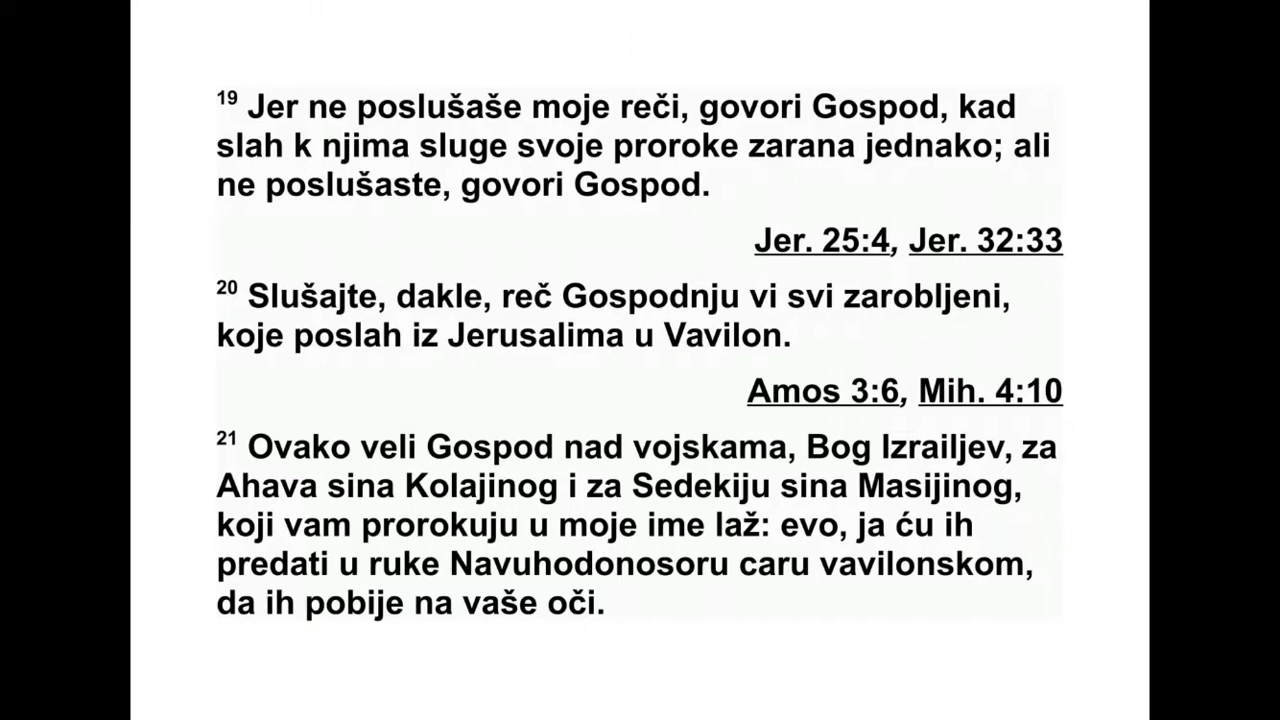 19 Jer ne poslušaše moje reči, govori Gospod, kad
slah k njima sluge svoje proroke zarana jednako; ali
ne poslušaste, govori Gospod.
Jer. 25:4, Jer. 32:33
20 Slušajte, dakle, reč Gospodnju vi svi zarobljeni,
koje poslah iz Jerusalima u Vavilon.
Amos 3:6, Mih. 4:10
21 Ovako veli Gospod nad vojskama, Bog Izrailjev, za
Ahava sina Kolajinog i za Sedekiju sina Masijinog,
koji vam prorokuju u moje ime laž: evo, ja ću ih
predati u ruke Navuhodonosoru caru vavilonskom,
da ih pobije na vaše oči.